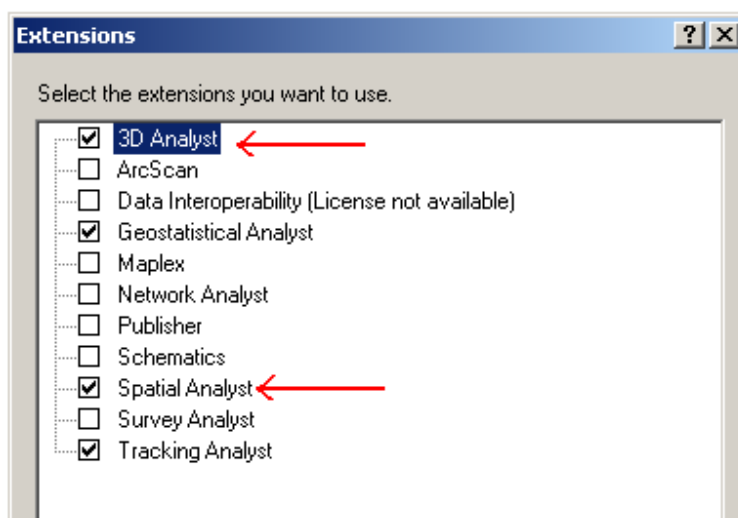 Extensions
Select the extensions you want to use.
3D Analyst
ArcScan
Data Interoperability (License not available)
Geostatistical Analyst
Maplex
Network Analyst
Publisher
Schematics
Spatial Analyst
Survey Analyst
Tracking Analyst